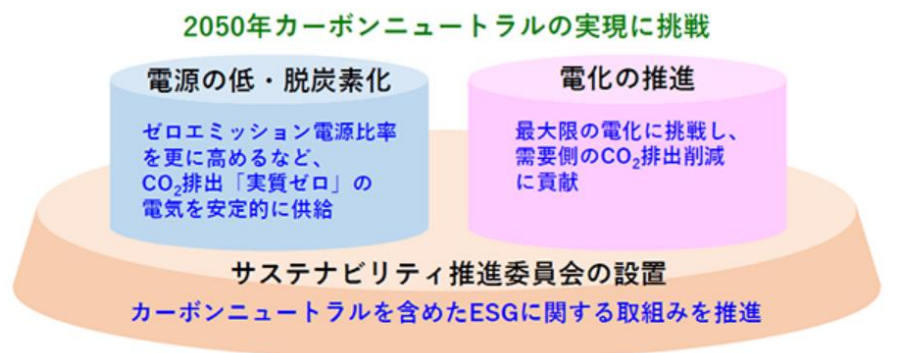 2050年カーボンニュートラルの実現に挑戦
電源の低・脱炭素化
ゼロエミッション電源比率
を更に高めるなど、
CO₂排出「実質ゼロ」の
電気を安定的に供給
電化の推進
最大限の電化に挑戦し、
需要側のCO₂排出削減
に貢献
サステナビリティ推進委員会の設置
カーボンニュートラルを含めたESGに関する取組みを推進